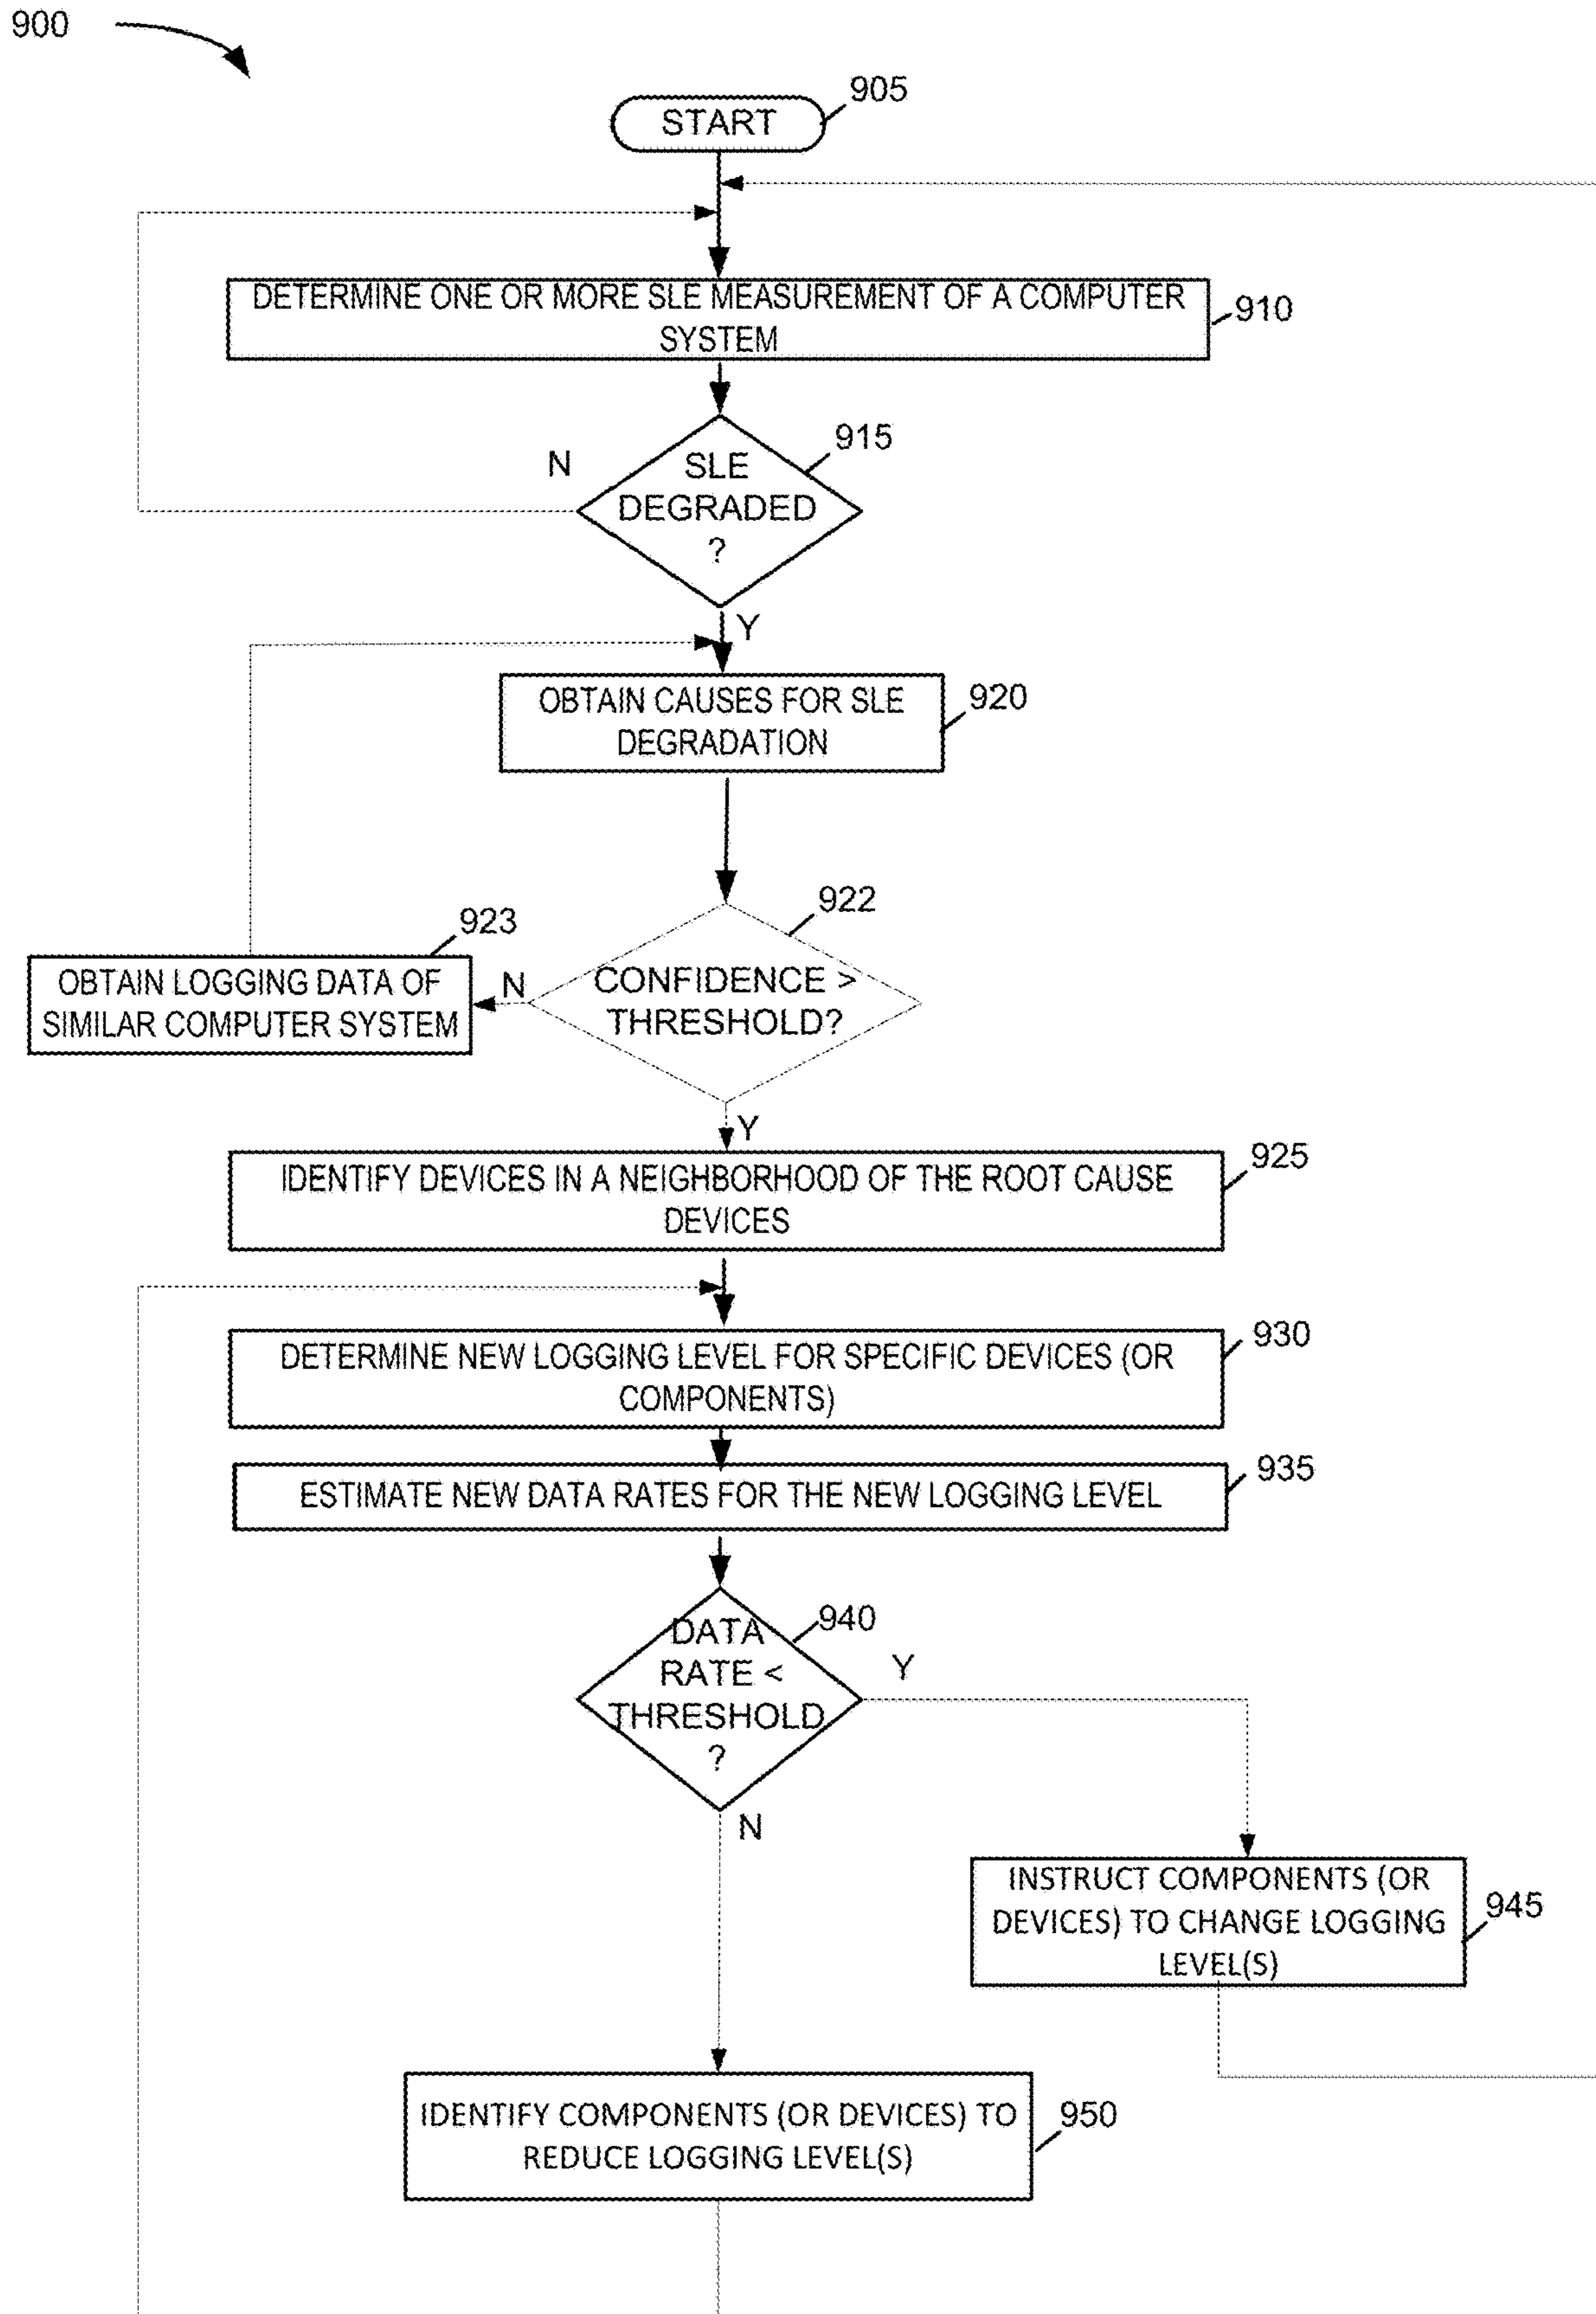 900
905
START
DETERMINE ONE OR MORE SLE MEASUREMENT OF A COMPUTER
SYSTEM
910
915
N
SLE
DEGRADED
?
Y
OBTAIN CAUSES FOR SLE
DEGRADATION
920
922
923
OBTAIN LOGGING DATA OF
SIMILAR COMPUTER SYSTEM
N
CONFIDENCE >
THRESHOLD?
Y
IDENTIFY DEVICES IN A NEIGHBORHOOD OF THE ROOT CAUSE
DEVICES
925
DETERMINE NEW LOGGING LEVEL FOR SPECIFIC DEVICES (OR
COMPONENTS)
930
ESTIMATE NEW DATA RATES FOR THE NEW LOGGING LEVEL
935
DATA
RATE <
THRESHOLD
?
940
Y
N
INSTRUCT COMPONENTS (OR
DEVICES) TO CHANGE LOGGING
LEVEL(S)
945
IDENTIFY COMPONENTS (OR DEVICES) TO
REDUCE LOGGING LEVEL(S)
950